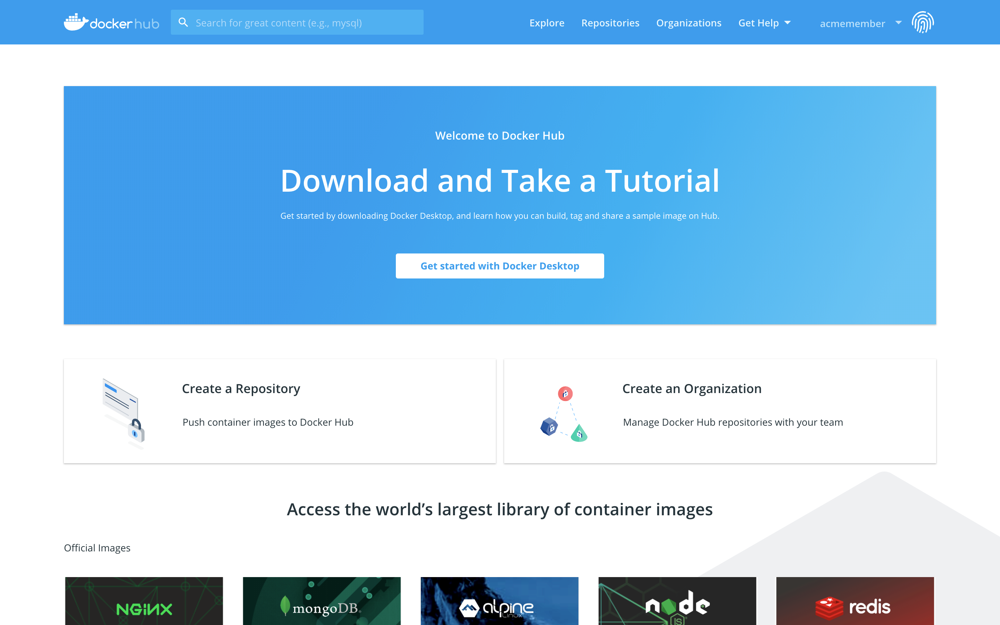 docker hub
Search for great content (e.g., mysql)
Explore
Repositories
Organizations
Get Help
acmemember
Welcome to Docker Hub
Download and Take a Tutorial
Get started by downloading Docker Desktop, and learn how you can build, tag and share a sample image on Hub.
Get started with Docker Desktop
Create a Repository
Push container images to Docker Hub
Create an Organization
Manage Docker Hub repositories with your team
Access the world’s largest library of container images
Official Images
NGiNX
mongoDB®
alpine
Linux
node
JS®
redis